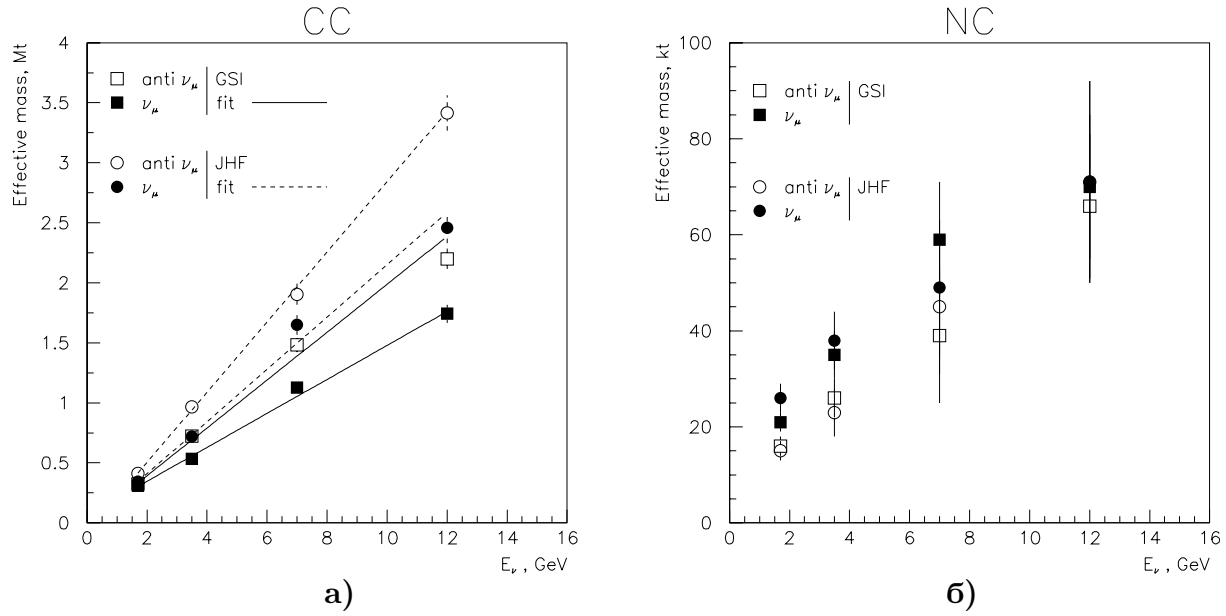 CC
Effective mass, Mt
4
3.5
3
2.5
2
1.5
1
0.5
0
anti ν_μ GSI
ν_μ fit
anti ν_μ JHF
ν_μ fit
0 2 4 6 8 10 12 14 16
E_ν , GeV
а)
NC
Effective mass, kt
100
80
60
40
20
0
anti ν_μ GSI
ν_μ
anti ν_μ JHF
ν_μ
0 2 4 6 8 10 12 14 16
E_ν , GeV
б)